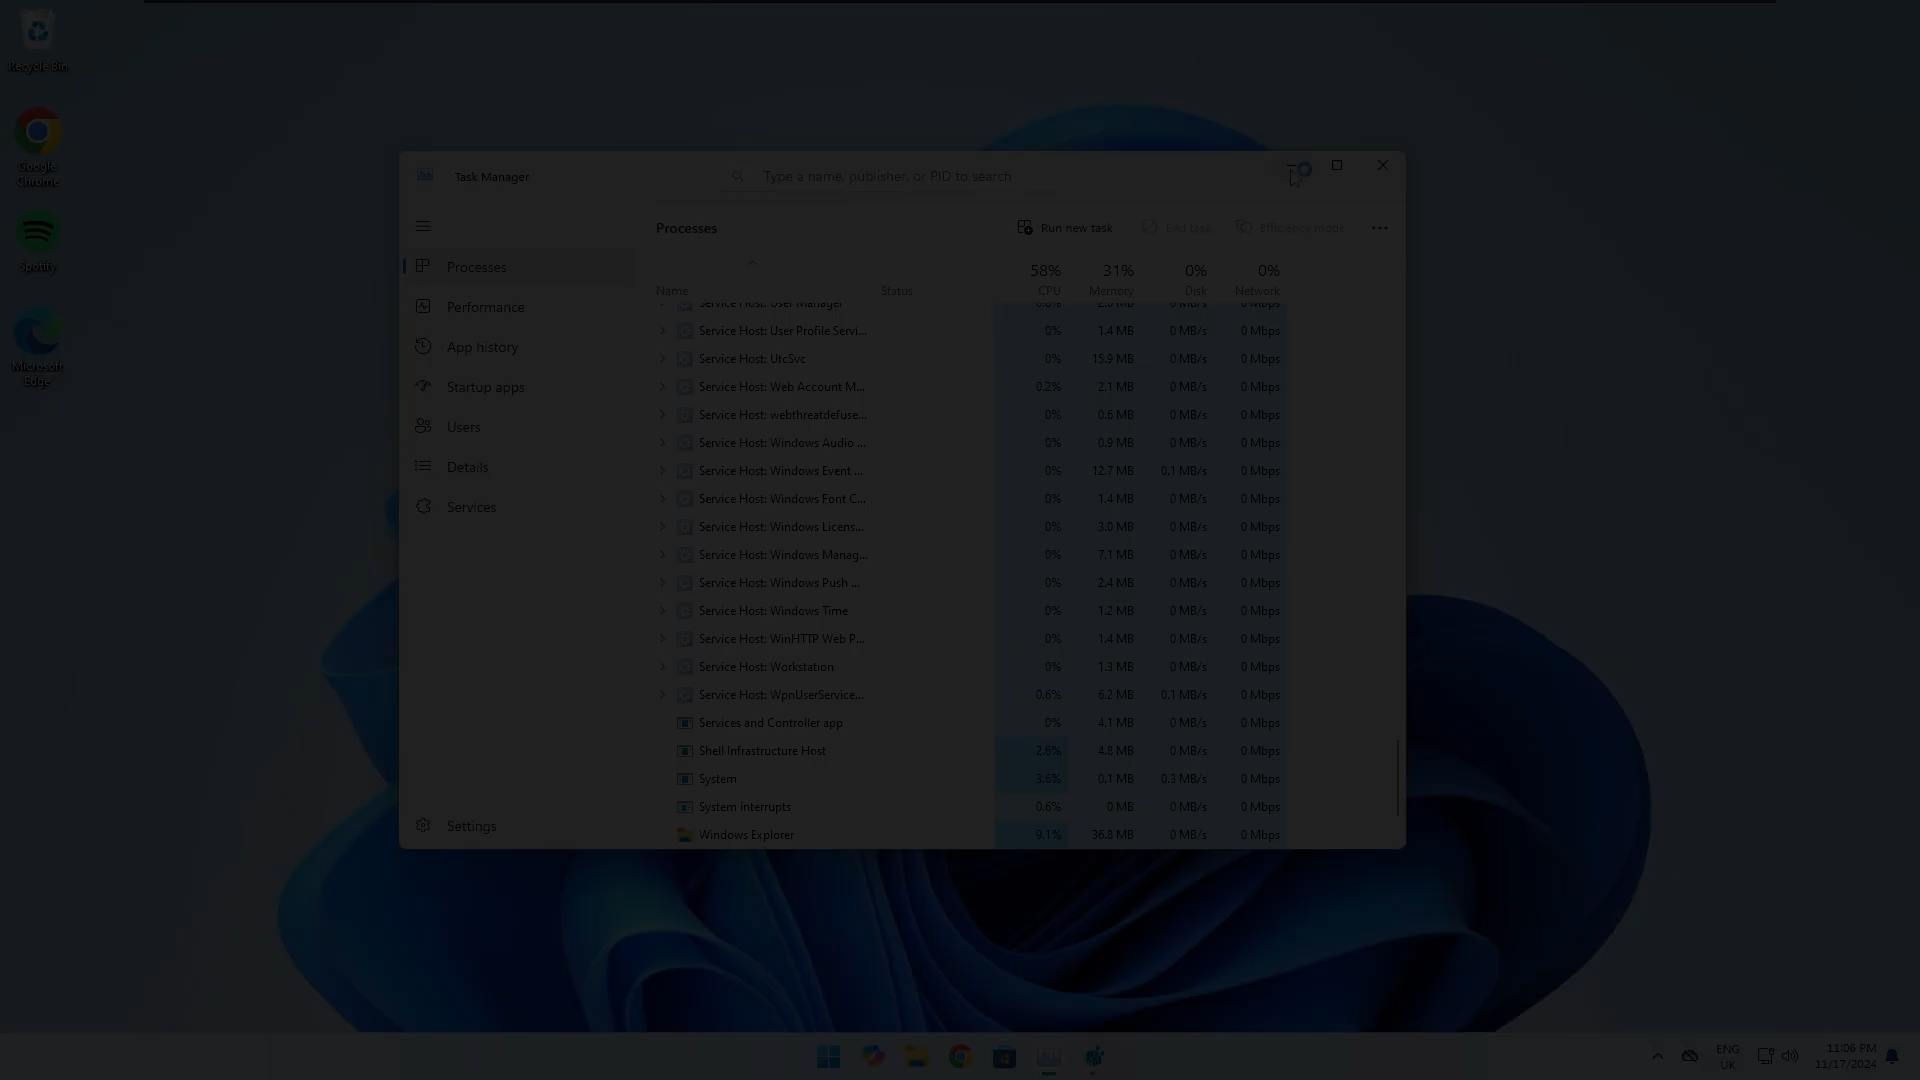 Recycle Bin
Google
Chrome
Spotify
Microsoft
Edge
Task Manager
Type a name, publisher, or PID to search
Processes
Run new task
End task
Efficiency mode
Processes
Performance
App history
Startup apps
Users
Details
Services
Settings
58%
31%
0%
0%
Name
Status
CPU
Memory
Disk
Network
Service Host: User Manager 0.6% 2.6 MB 0 MB/s 0 Mbps
Service Host: User Profile Servi... 0% 1.4 MB 0 MB/s 0 Mbps
Service Host: UtcSvc 0% 15.9 MB 0 MB/s 0 Mbps
Service Host: Web Account M... 0.2% 2.1 MB 0 MB/s 0 Mbps
Service Host: webthreatdefuse... 0% 0.6 MB 0 MB/s 0 Mbps
Service Host: Windows Audio ... 0% 0.9 MB 0 MB/s 0 Mbps
Service Host: Windows Event ... 0% 12.7 MB 0.1 MB/s 0 Mbps
Service Host: Windows Font C... 0% 1.4 MB 0 MB/s 0 Mbps
Service Host: Windows Licens... 0% 3.0 MB 0 MB/s 0 Mbps
Service Host: Windows Manag... 0% 7.1 MB 0 MB/s 0 Mbps
Service Host: Windows Push ... 0% 2.4 MB 0 MB/s 0 Mbps
Service Host: Windows Time 0% 1.2 MB 0 MB/s 0 Mbps
Service Host: WinHTTP Web P... 0% 1.4 MB 0 MB/s 0 Mbps
Service Host: Workstation 0% 1.3 MB 0 MB/s 0 Mbps
Service Host: WpnUserService... 0.6% 6.2 MB 0.1 MB/s 0 Mbps
Services and Controller app 0% 4.1 MB 0 MB/s 0 Mbps
Shell Infrastructure Host 2.6% 4.8 MB 0 MB/s 0 Mbps
System 3.6% 0.1 MB 0.3 MB/s 0 Mbps
System interrupts 0.6% 0 MB 0 MB/s 0 Mbps
Windows Explorer 9.1% 36.8 MB 0 MB/s 0 Mbps
ENG
UK
11:06 PM
11/17/2024